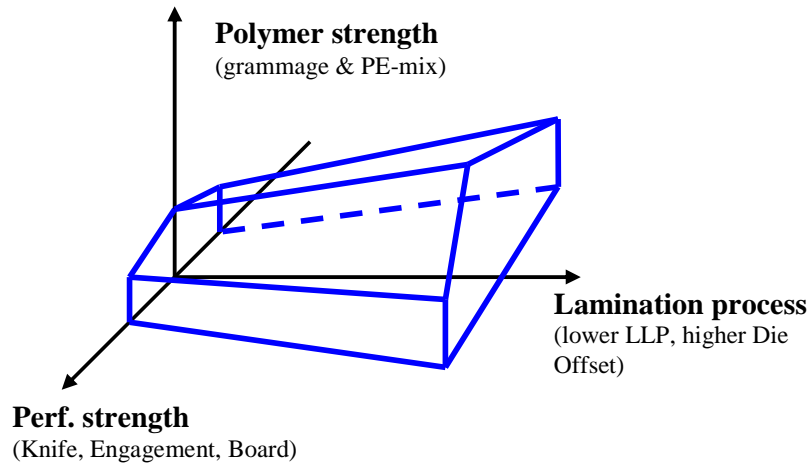 Polymer strength
(grammage & PE-mix)
Lamination process
(lower LLP, higher Die
Offset)
Perf. strength
(Knife, Engagement, Board)